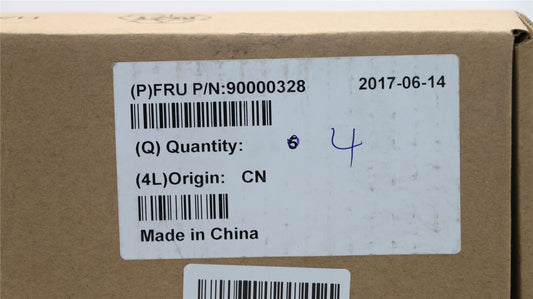 (P)FRU P/N:90000328 2017-06-14
(Q) Quantity: 4
(4L)Origin: CN
Made in China